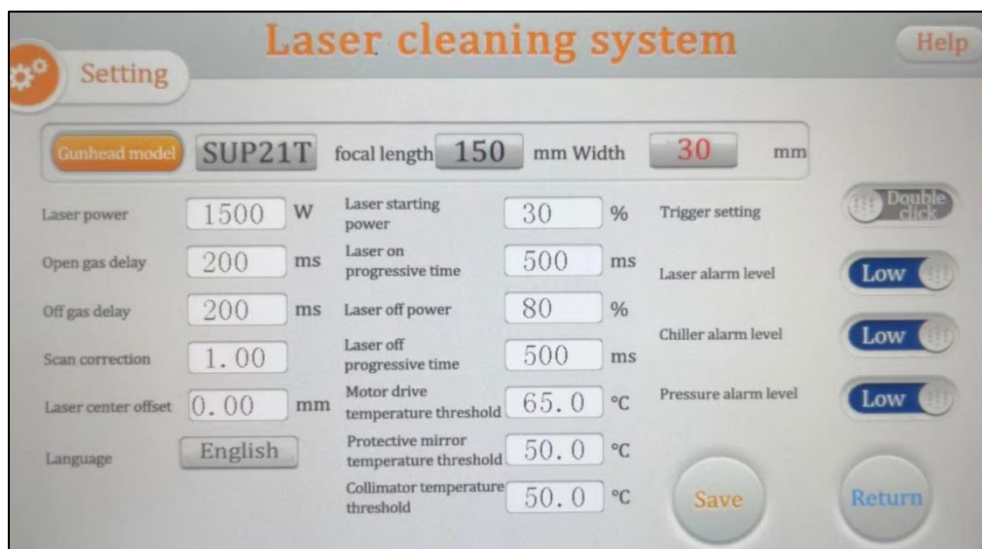 Laser cleaning system
Help
Setting
Gunhead model SUP21T focal length 150 mm Width 30 mm
Laser power 1500 W
Laser starting
power 30 %
Trigger setting Double
click
Open gas delay 200 ms
Laser on
progressive time 500 ms
Laser alarm level Low
Off gas delay 200 ms
Laser off power 80 %
Chiller alarm level Low
Scan correction 1.00
Laser off
progressive time 500 ms
Pressure alarm level Low
Laser center offset 0.00 mm
Motor drive
temperature threshold 65.0 °C
Language English
Protective mirror
temperature threshold 50.0 °C
Collimator temperature
threshold 50.0 °C
Save
Return